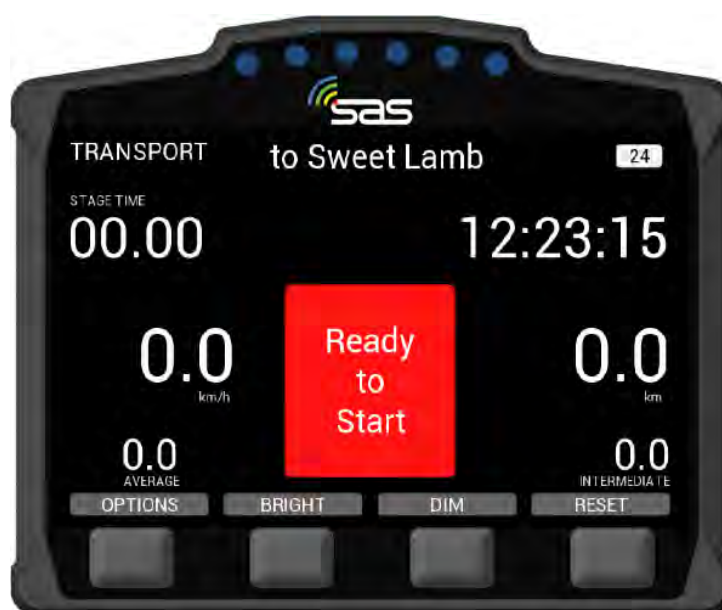 sas
TRANSPORT to Sweet Lamb 24
STAGE TIME
00.00 12:23:15
Ready
to
Start
0.0
km/h
0.0
km
0.0
AVERAGE
0.0
INTERMEDIATE
OPTIONS BRIGHT DIM RESET